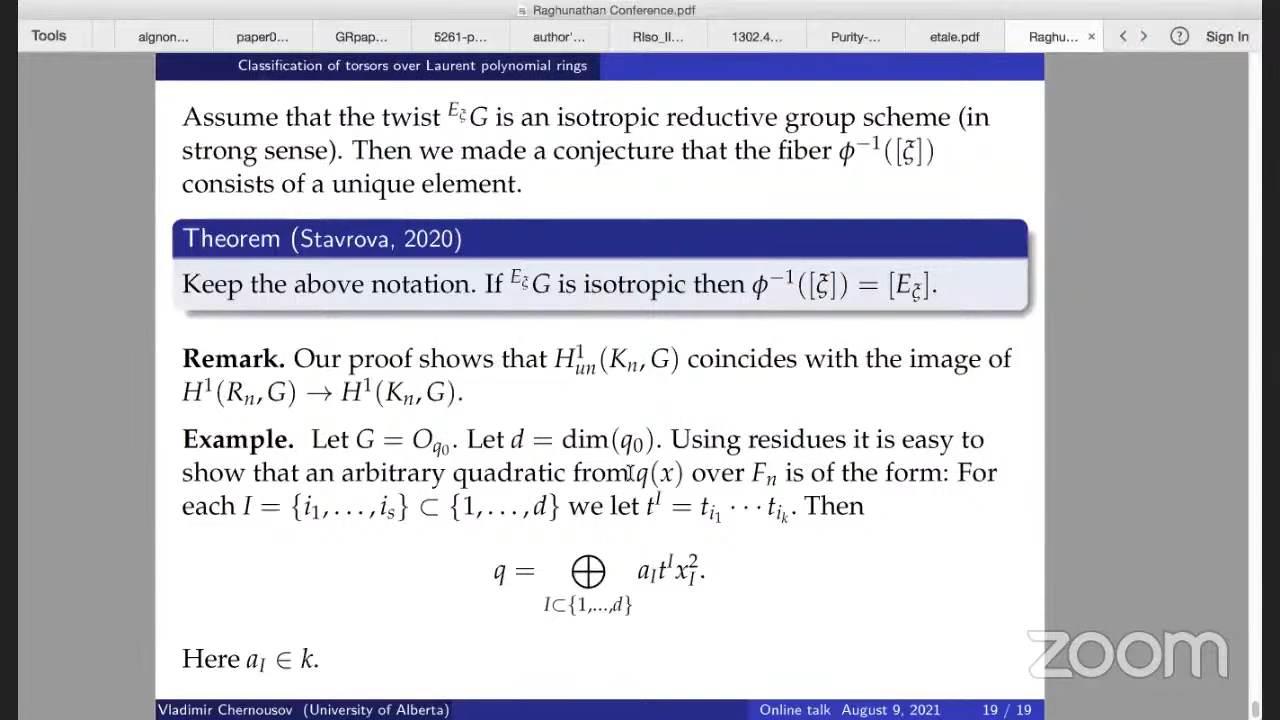 Raghunathan Conference.pdf
Tools algnon... paper0... GRpap... 5261-p... author'... RIso_II... 1302.4... Purity-... etale.pdf Raghu... × ? Sign In
Classification of torsors over Laurent polynomial rings
Assume that the twist ^{E_ξ}G is an isotropic reductive group scheme (in
strong sense). Then we made a conjecture that the fiber ϕ^{−1}([ξ])
consists of a unique element.
Theorem (Stavrova, 2020)
Keep the above notation. If ^{E_ξ}G is isotropic then ϕ^{−1}([ξ]) = [E_ξ].
Remark. Our proof shows that H^1_{un}(K_n, G) coincides with the image of
H^1(R_n, G) → H^1(K_n, G).
Example. Let G = O_{q_0}. Let d = dim(q_0). Using residues it is easy to
show that an arbitrary quadratic from q(x) over F_n is of the form: For
each I = {i_1, . . . , i_s} ⊂ {1, . . . , d} we let t^I = t_{i_1} · · · t_{i_k}. Then
q = ⊕_{I⊂{1,...,d}} a_I t^I x_I^2.
Here a_I ∈ k.
zoom
Vladimir Chernousov (University of Alberta) Online talk August 9, 2021 19 / 19